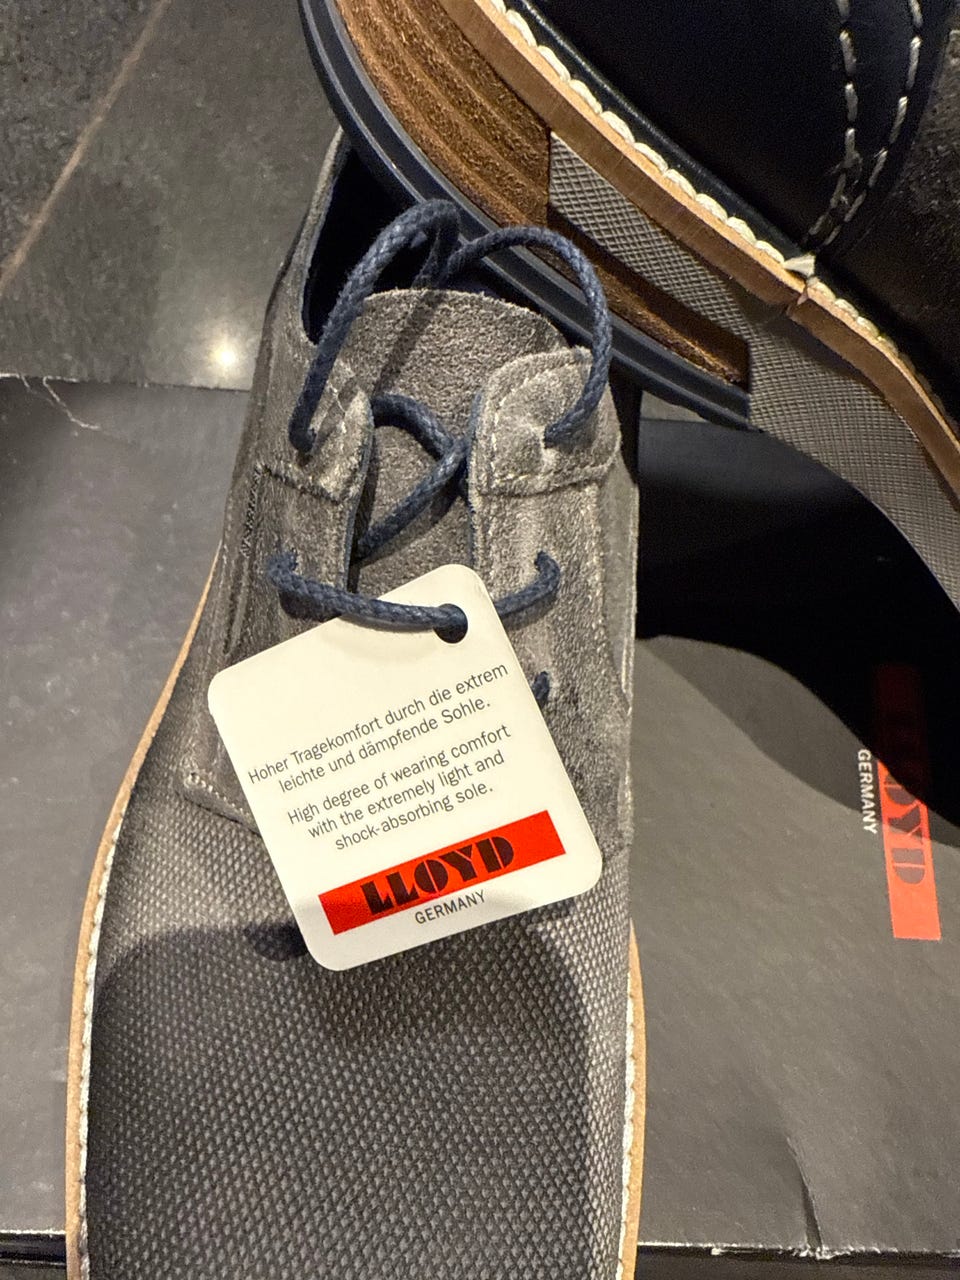 Hoher Tragekomfort durch die extrem
leichte und dämpfende Sohle.
High degree of wearing comfort
with the extremely light and
shock-absorbing sole.
LLOYD
GERMANY
LLOYD
GERMANY